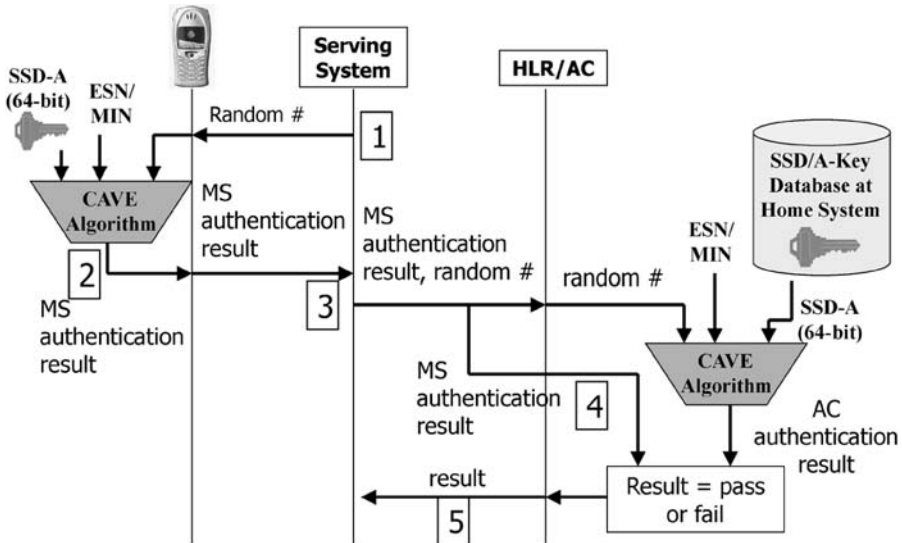 Serving
System
HLR/AC
SSD-A
(64-bit)
ESN/
MIN
Random #
1
SSD/A-Key
Database at
Home System
CAVE
Algorithm
MS
authentication
result
MS
authentication
result, random #
random #
ESN/
MIN
2
3
MS
authentication
result
SSD-A
(64-bit)
CAVE
Algorithm
MS
authentication
result
4
AC
authentication
result
result
5
Result = pass
or fail